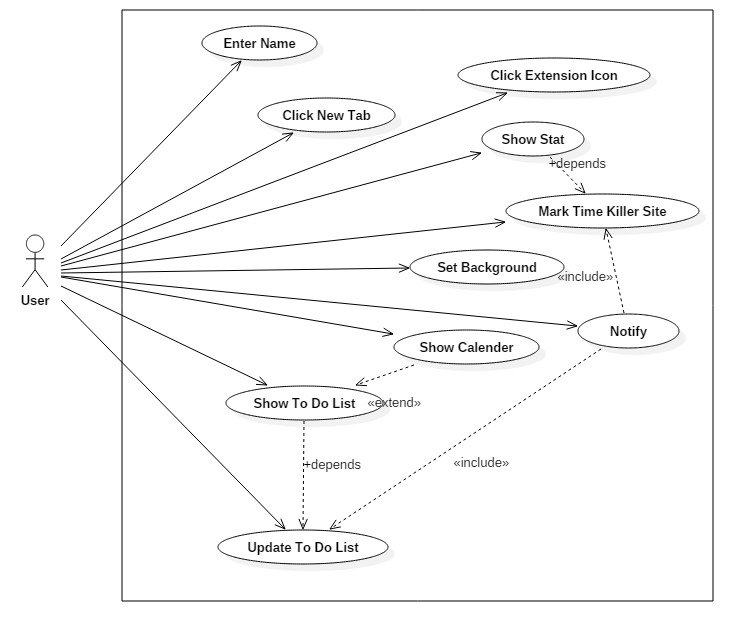 Enter Name
Click Extension Icon
Click New Tab
Show Stat
+depends
Mark Time Killer Site
Set Background
«include»
User
Notify
Show Calender
Show To Do List
«extend»
+depends
«include»
Update To Do List